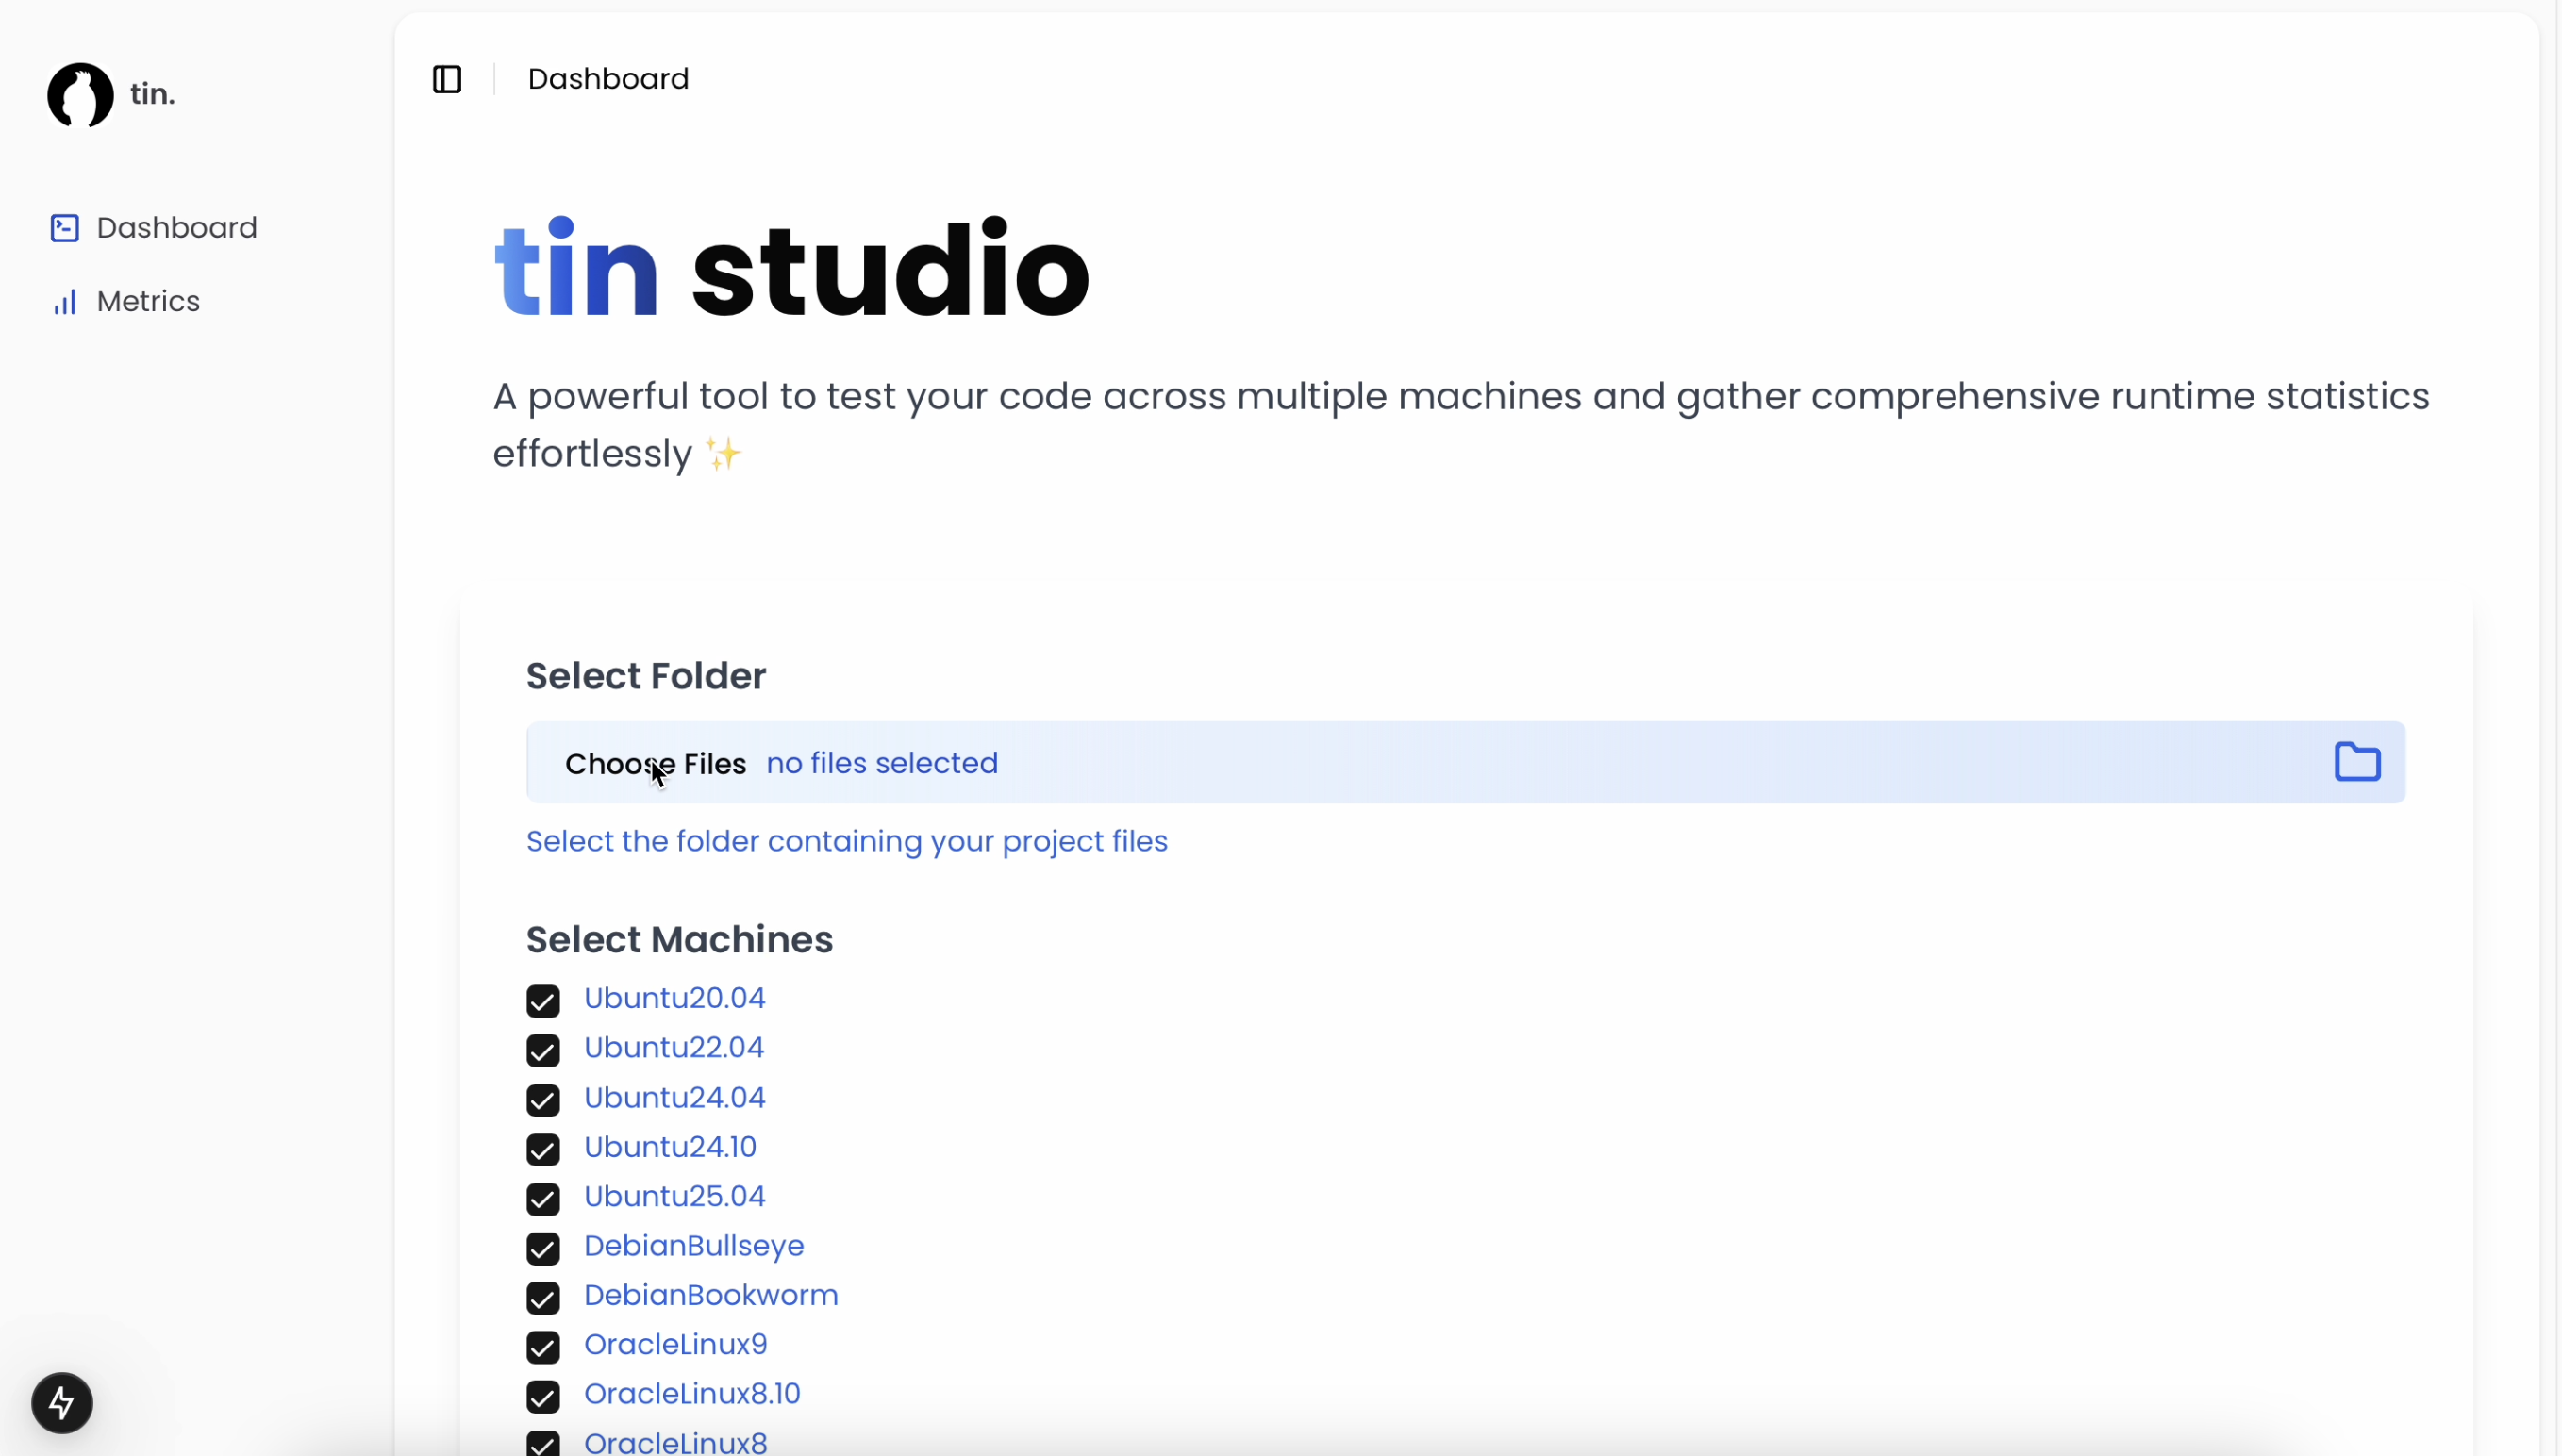 tin.
Dashboard
Metrics
Dashboard
tin studio
A powerful tool to test your code across multiple machines and gather comprehensive runtime statistics
effortlessly ✨
Select Folder
Choose Files no files selected
Select the folder containing your project files
Select Machines
Ubuntu20.04
Ubuntu22.04
Ubuntu24.04
Ubuntu24.10
Ubuntu25.04
DebianBullseye
DebianBookworm
OracleLinux9
OracleLinux8.10
OracleLinux8